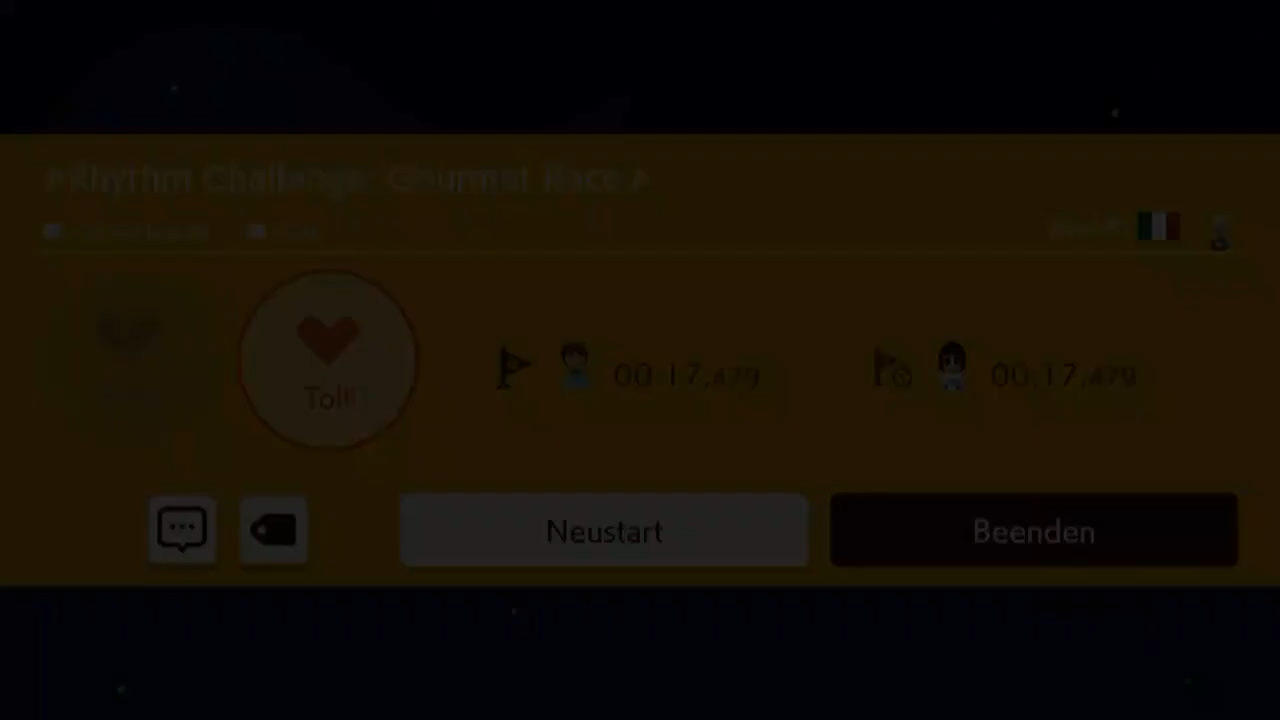 ♪Rhythm Challenge: Gourmet Race♪
Toll!
00:17,479
00:17,479
Neustart
Beenden